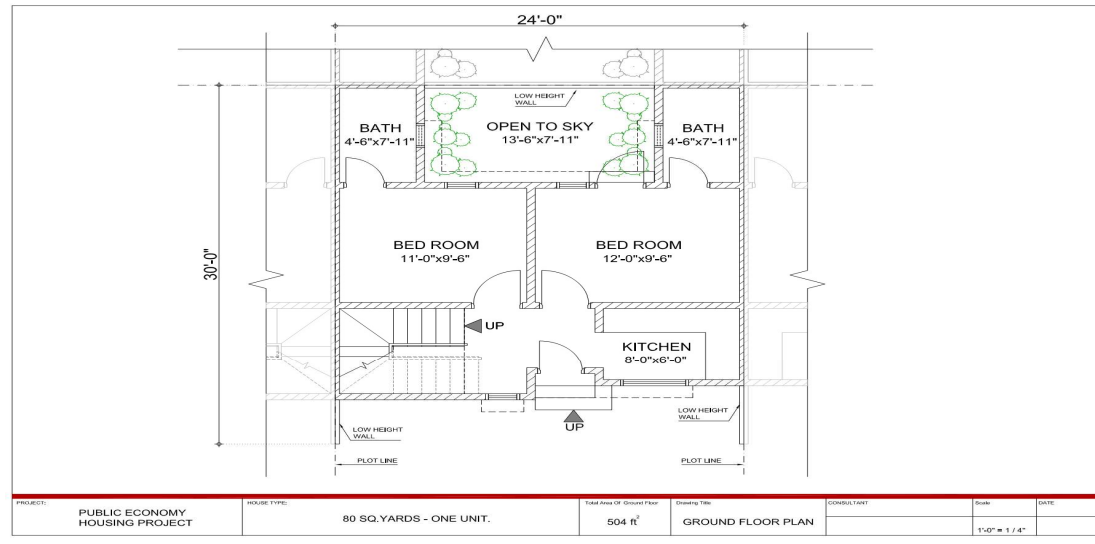 24'-0"
LOW HEIGHT
WALL
BATH
4'-6"x7'-11"
OPEN TO SKY
13'-6"x7'-11"
BATH
4'-6"x7'-11"
30'-0"
BED ROOM
11'-0"x9'-6"
BED ROOM
12'-0"x9'-6"
UP
KITCHEN
8'-0"x6'-0"
UP
LOW HEIGHT
WALL
LOW HEIGHT
WALL
PLOT LINE
PLOT LINE
PROJECT:
PUBLIC ECONOMY
HOUSING PROJECT
HOUSE TYPE:
80 SQ.YARDS - ONE UNIT.
Total Area Of Ground Floor
504 ft²
Drawing Title
GROUND FLOOR PLAN
CONSULTANT
Scale
1'-0" = 1 / 4"
DATE